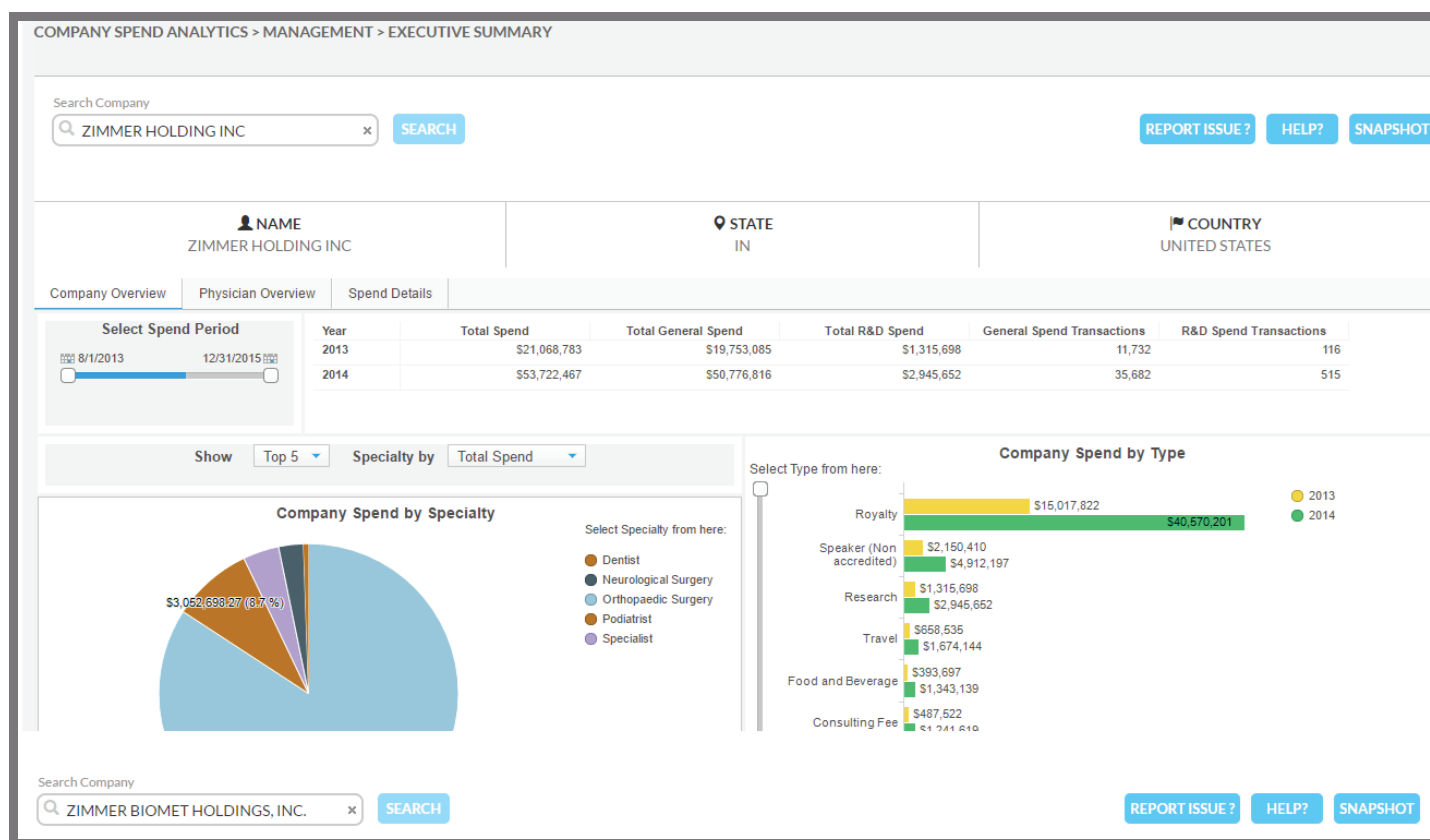 COMPANY SPEND ANALYTICS > MANAGEMENT > EXECUTIVE SUMMARY
Search Company
ZIMMER HOLDING INC × SEARCH REPORT ISSUE ? HELP? SNAPSHOT
NAME STATE COUNTRY
ZIMMER HOLDING INC IN UNITED STATES
Company Overview Physician Overview Spend Details
Select Spend Period
8/1/2013 12/31/2015
Year Total Spend Total General Spend Total R&D Spend General Spend Transactions R&D Spend Transactions
2013 $21,068,783 $19,753,085 $1,315,698 11,732 116
2014 $53,722,467 $50,776,816 $2,945,652 35,682 515
Show Top 5 Specialty by Total Spend
Company Spend by Specialty
Select Specialty from here:
Dentist
Neurological Surgery
Orthopaedic Surgery
Podiatrist
Specialist
$3,052,698.27 (8.7 %)
Company Spend by Type
Select Type from here:
2013
2014
Royalty $15,017,822
$40,570,201
Speaker (Non accredited) $2,150,410
$4,912,197
Research $1,315,698
$2,945,652
Travel $658,535
$1,674,144
Food and Beverage $393,697
$1,343,139
Consulting Fee $487,522
$1,241,619
Search Company
ZIMMER BIOMET HOLDINGS, INC. × SEARCH REPORT ISSUE ? HELP? SNAPSHOT